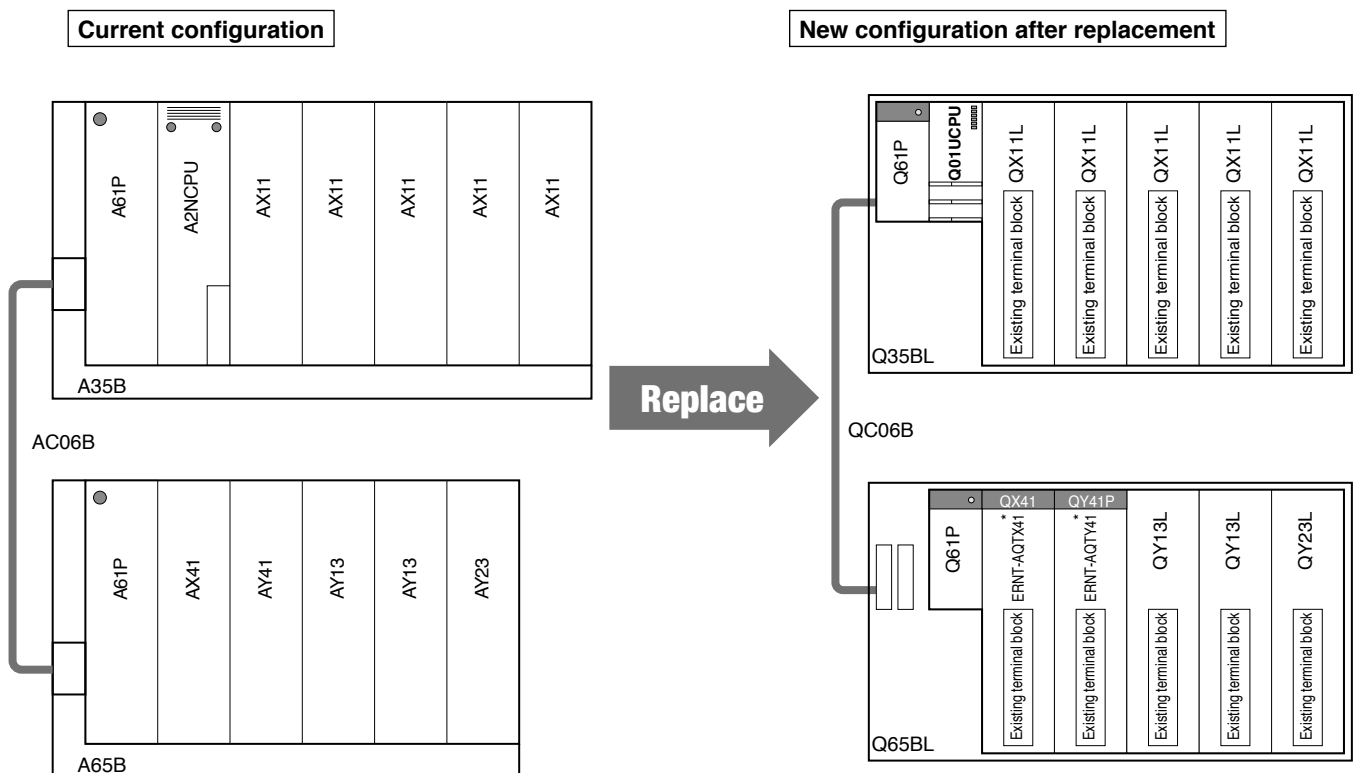 Current configuration
A61P
A2NCPU
AX11
AX11
AX11
AX11
AX11
A35B
AC06B
A61P
AX41
AY41
AY13
AY13
AY23
A65B
Replace
New configuration after replacement
Q61P
Q01UCPU
QX11L
Existing terminal block
QX11L
Existing terminal block
QX11L
Existing terminal block
QX11L
Existing terminal block
QX11L
Existing terminal block
Q35BL
QC06B
Q61P
QX41
ERNT-AQTX41 *
Existing terminal block
QY41P
ERNT-AQTY41 *
Existing terminal block
QY13L
Existing terminal block
QY13L
Existing terminal block
QY23L
Existing terminal block
Q65BL